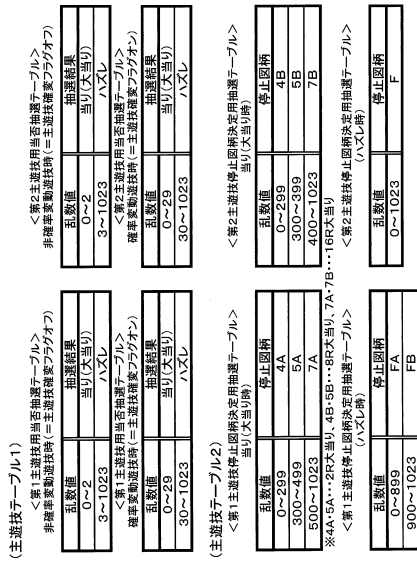 (主遊技テーブル1)
<第1主遊技用当否抽選テーブル>
非確率変動遊技時(=主遊技確変フラグオフ)
乱数値 抽選結果
0~2 当り(大当り)
3~1023 ハズレ
<第1主遊技用当否抽選テーブル>
確率変動遊技時(=主遊技確変フラグオン)
乱数値 抽選結果
0~29 当り(大当り)
30~1023 ハズレ
<第2主遊技用当否抽選テーブル>
非確率変動遊技時(=主遊技確変フラグオフ)
乱数値 抽選結果
0~2 当り(大当り)
3~1023 ハズレ
<第2主遊技用当否抽選テーブル>
確率変動遊技時(=主遊技確変フラグオン)
乱数値 抽選結果
0~29 当り(大当り)
30~1023 ハズレ
(主遊技テーブル2)
<第1主遊技停止図柄決定用抽選テーブル>
当り(大当り時)
乱数値 停止図柄
0~299 4A
300~499 5A
500~1023 7A
<第2主遊技停止図柄決定用抽選テーブル>
当り(大当り時)
乱数値 停止図柄
0~299 4B
300~399 5B
400~1023 7B
※4A・5A・・・2R大当り、4B・5B・・・8R大当り、7A・7B・・・16R大当り
<第1主遊技停止図柄決定用抽選テーブル>
(ハズレ時)
乱数値 停止図柄
0~899 FA
900~1023 FB
<第2主遊技停止図柄決定用抽選テーブル>
(ハズレ時)
乱数値 停止図柄
0~1023 F